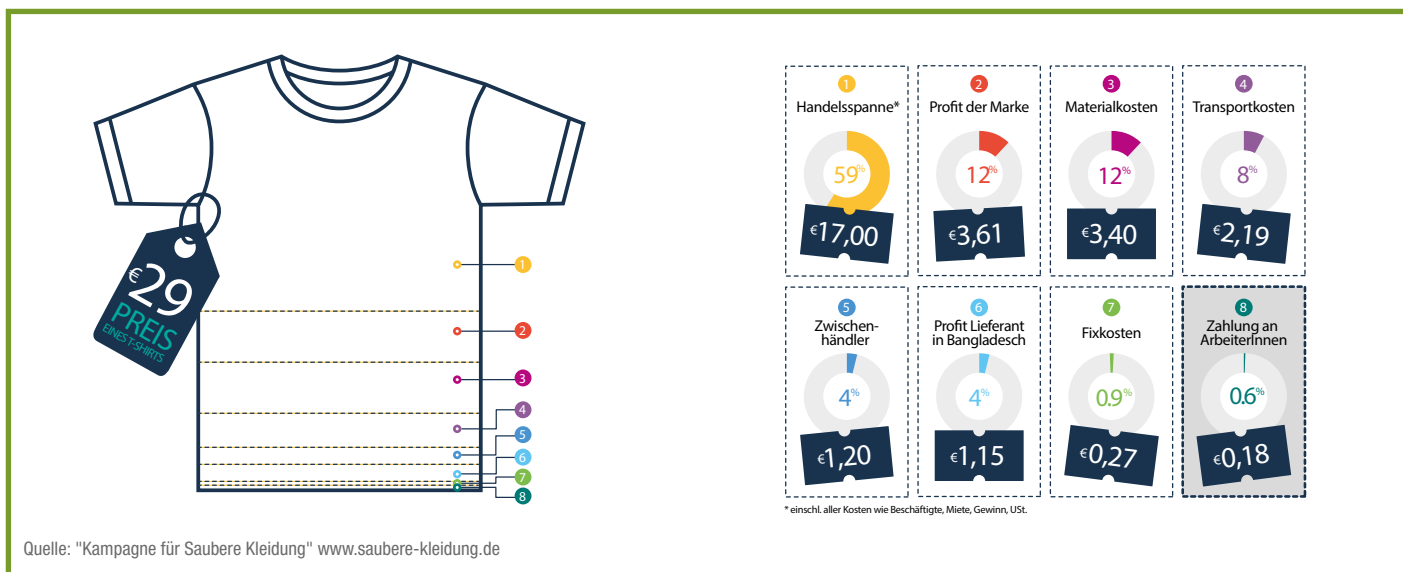 €29
PREIS
EINES T-SHIRTS
1
2
3
4
5
6
7
8
1
Handelsspanne*
59%
€17,00
2
Profit der Marke
12%
€3,61
3
Materialkosten
12%
€3,40
4
Transportkosten
8%
€2,19
5
Zwischen-
händler
4%
€1,20
6
Profit Lieferant
in Bangladesch
4%
€1,15
7
Fixkosten
0.9%
€0,27
8
Zahlung an
ArbeiterInnen
0.6%
€0,18
* einschl. aller Kosten wie Beschäftigte, Miete, Gewinn, USt.
Quelle: "Kampagne für Saubere Kleidung" www.saubere-kleidung.de